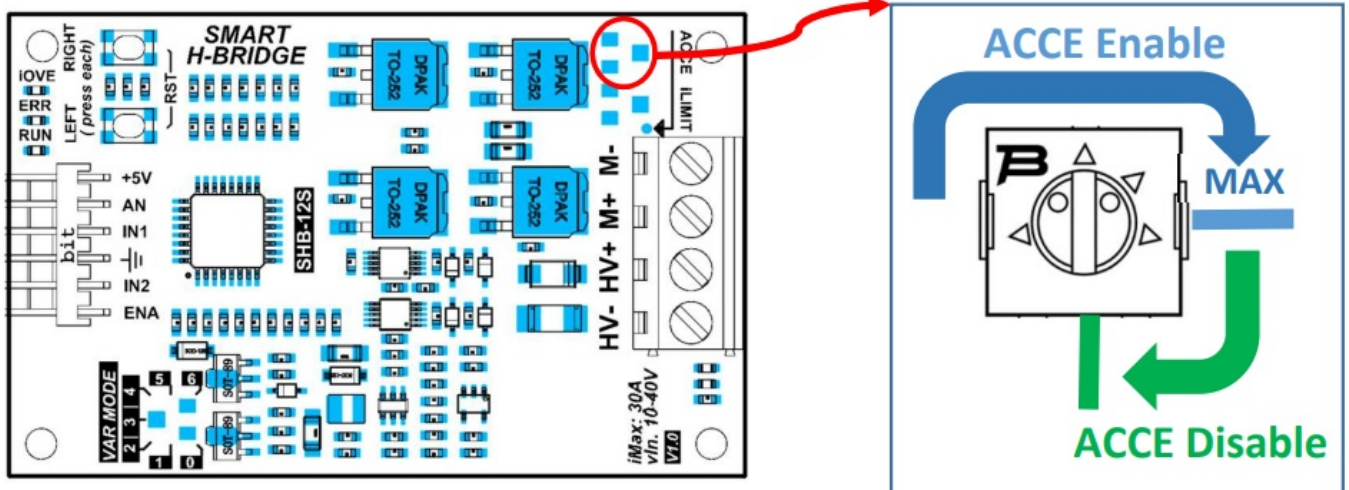 SMART
H-BRIDGE
RIGHT
LEFT
( press each)
RST
iOVE
ERR
RUN
DPAK
TO-252
DPAK
TO-252
DPAK
TO-252
DPAK
TO-252
ACCE
iLIMIT
M-
M+
HV+
HV-
+5V
AN
IN1
IN2
ENA
bit
SHB-12S
VAR MODE
2
3
4
5
6
1
0
SOT-89
SOT-89
iMax: 30A
vIn. 10-40V
V1.0
ACCE Enable
MAX
ACCE Disable